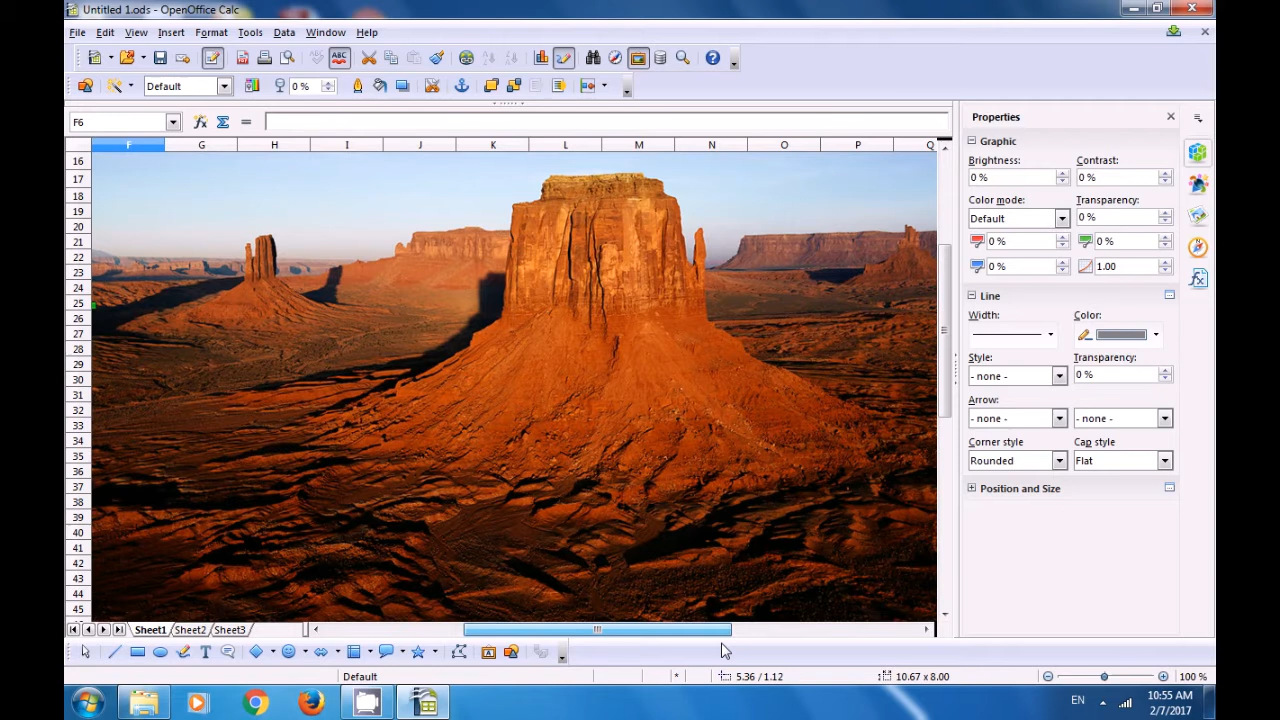 Untitled 1.ods - OpenOffice Calc
File Edit View Insert Format Tools Data Window Help
ABC ABC
Default 0 %
F6
Properties
F G H I J K L M N O P Q
Graphic
Brightness: Contrast:
0 % 0 %
Color mode: Transparency:
Default 0 %
0 % 0 %
0 % 1.00
Line
Width: Color:
Style: Transparency:
- none - 0 %
Arrow:
- none - - none -
Corner style Cap style
Rounded Flat
Position and Size
16
17
18
19
20
21
22
23
24
25
26
27
28
29
30
31
32
33
34
35
36
37
38
39
40
41
42
43
44
45
Sheet1 Sheet2 Sheet3
T
Default * 5.36 / 1.12 10.67 x 8.00 100 %
EN 10:55 AM
2/7/2017